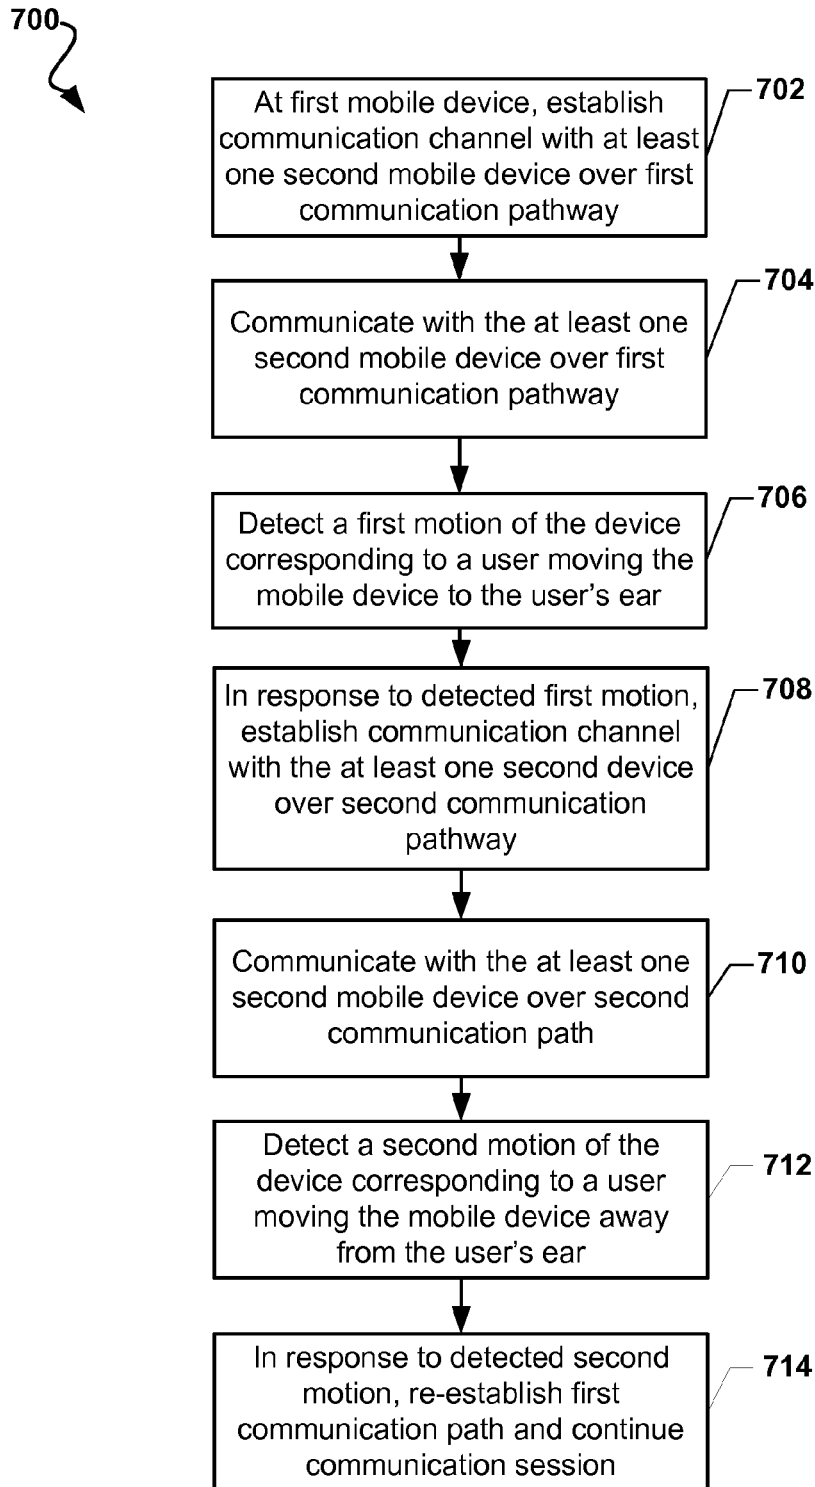 700
At first mobile device, establish
communication channel with at least
one second mobile device over first
communication pathway
702
Communicate with the at least one
second mobile device over first
communication pathway
704
Detect a first motion of the device
corresponding to a user moving the
mobile device to the user's ear
706
In response to detected first motion,
establish communication channel
with the at least one second device
over second communication
pathway
708
Communicate with the at least one
second mobile device over second
communication path
710
Detect a second motion of the
device corresponding to a user
moving the mobile device away
from the user's ear
712
In response to detected second
motion, re-establish first
communication path and continue
communication session
714